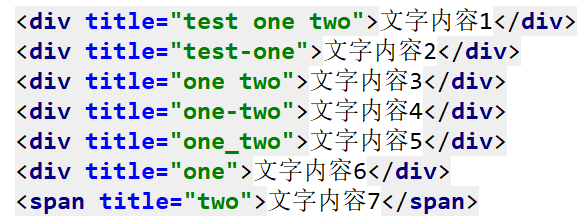 <div title="test one two">文字内容1</div>
<div title="test-one">文字内容2</div>
<div title="one two">文字内容3</div>
<div title="one-two">文字内容4</div>
<div title="one_two">文字内容5</div>
<div title="one">文字内容6</div>
<span title="two">文字内容7</span>